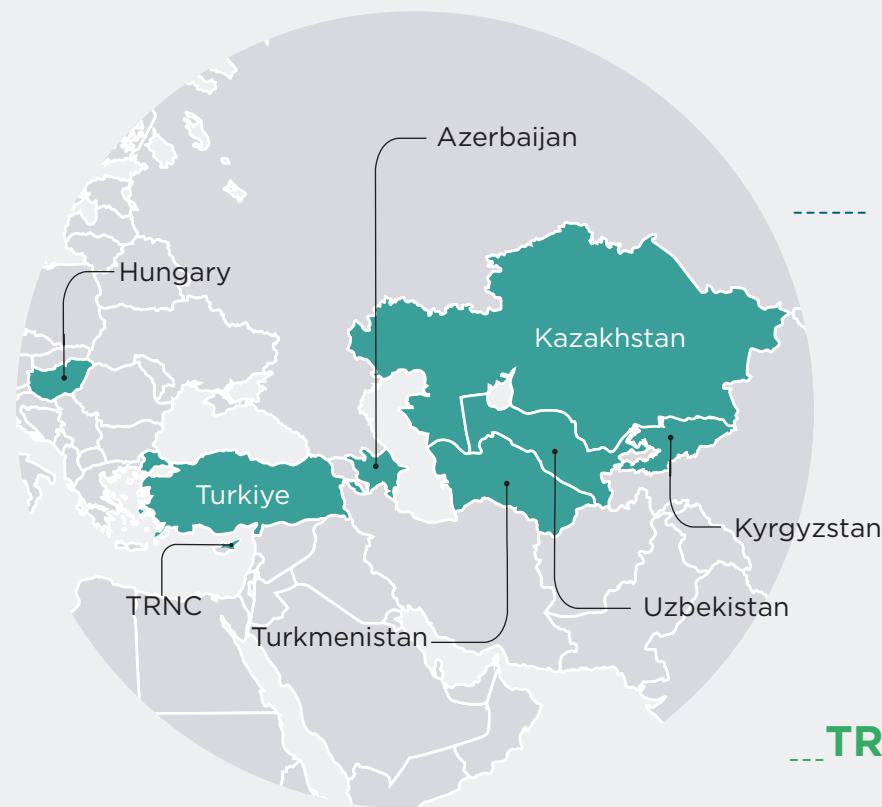 Azerbaijan
Hungary
Kazakhstan
Turkiye
Kyrgyzstan
TRNC
Uzbekistan
Turkmenistan
TR